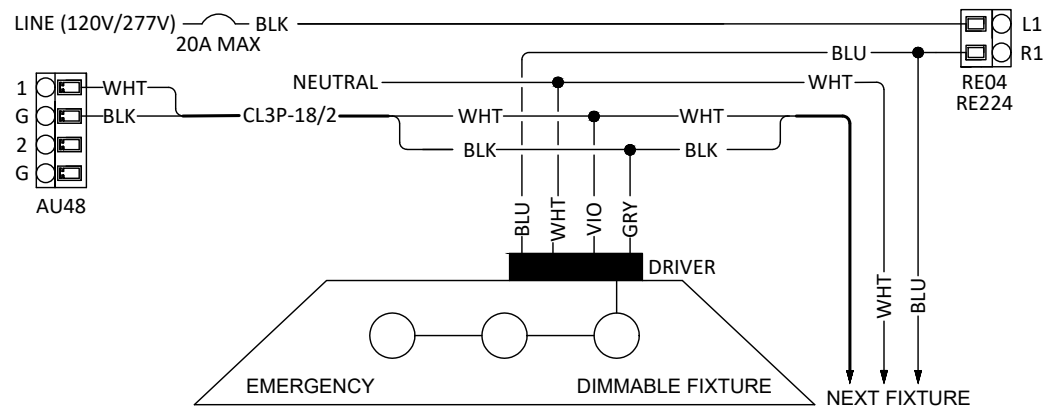 LINE (120V/277V) BLK L1
20A MAX
BLU R1
NEUTRAL WHT RE04
RE224
1 WHT
G BLK CL3P-18/2 WHT WHT
2 BLK BLK
G
AU48
BLU WHT VIO GRY
DRIVER
WHT BLU
EMERGENCY DIMMABLE FIXTURE NEXT FIXTURE